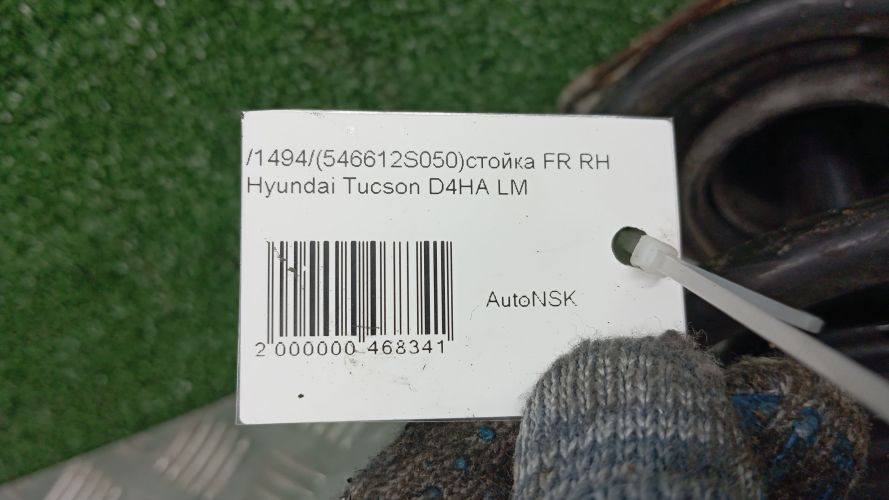 /1494/(546612S050)стойка FR RH
Hyundai Tucson D4HA LM
AutoNSK
2 000000 468341